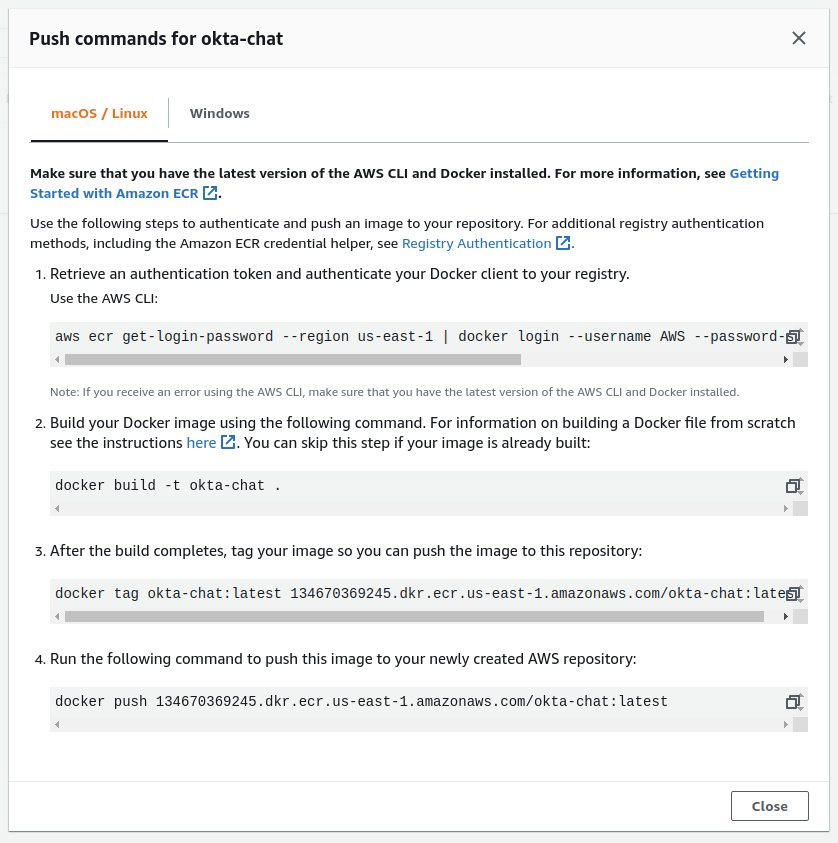 Push commands for okta-chat
macOS / Linux
Windows
Make sure that you have the latest version of the AWS CLI and Docker installed. For more information, see Getting
Started with Amazon ECR.
Use the following steps to authenticate and push an image to your repository. For additional registry authentication
methods, including the Amazon ECR credential helper, see Registry Authentication.
1. Retrieve an authentication token and authenticate your Docker client to your registry.
Use the AWS CLI:
aws ecr get-login-password --region us-east-1 | docker login --username AWS --password-s
Note: If you receive an error using the AWS CLI, make sure that you have the latest version of the AWS CLI and Docker installed.
2. Build your Docker image using the following command. For information on building a Docker file from scratch
see the instructions here. You can skip this step if your image is already built:
docker build -t okta-chat .
3. After the build completes, tag your image so you can push the image to this repository:
docker tag okta-chat:latest 134670369245.dkr.ecr.us-east-1.amazonaws.com/okta-chat:latest
4. Run the following command to push this image to your newly created AWS repository:
docker push 134670369245.dkr.ecr.us-east-1.amazonaws.com/okta-chat:latest
Close